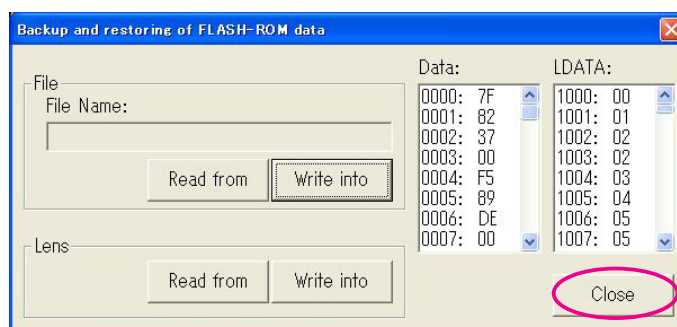 Backup and restoring of FLASH-ROM data
File
File Name:
Read from
Write into
Lens
Read from
Write into
Data:
0000: 7F
0001: 82
0002: 37
0003: 00
0004: F5
0005: 89
0006: DE
0007: 00
LDATA:
1000: 00
1001: 01
1002: 02
1003: 02
1004: 03
1005: 04
1006: 05
1007: 05
Close